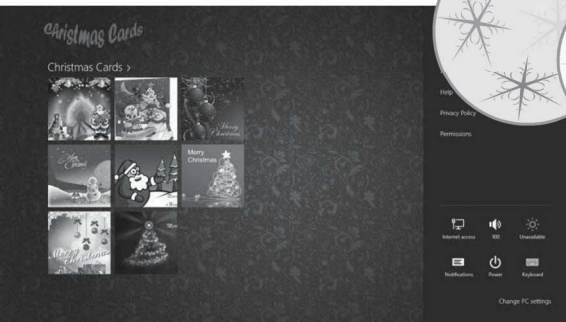 Christmas Cards
Christmas Cards >
Merry
Christmas
Merry
Christmas
Help
Privacy Policy
Permissions
Internet access
100
Unavailable
Notifications
Power
Keyboard
Change PC settings